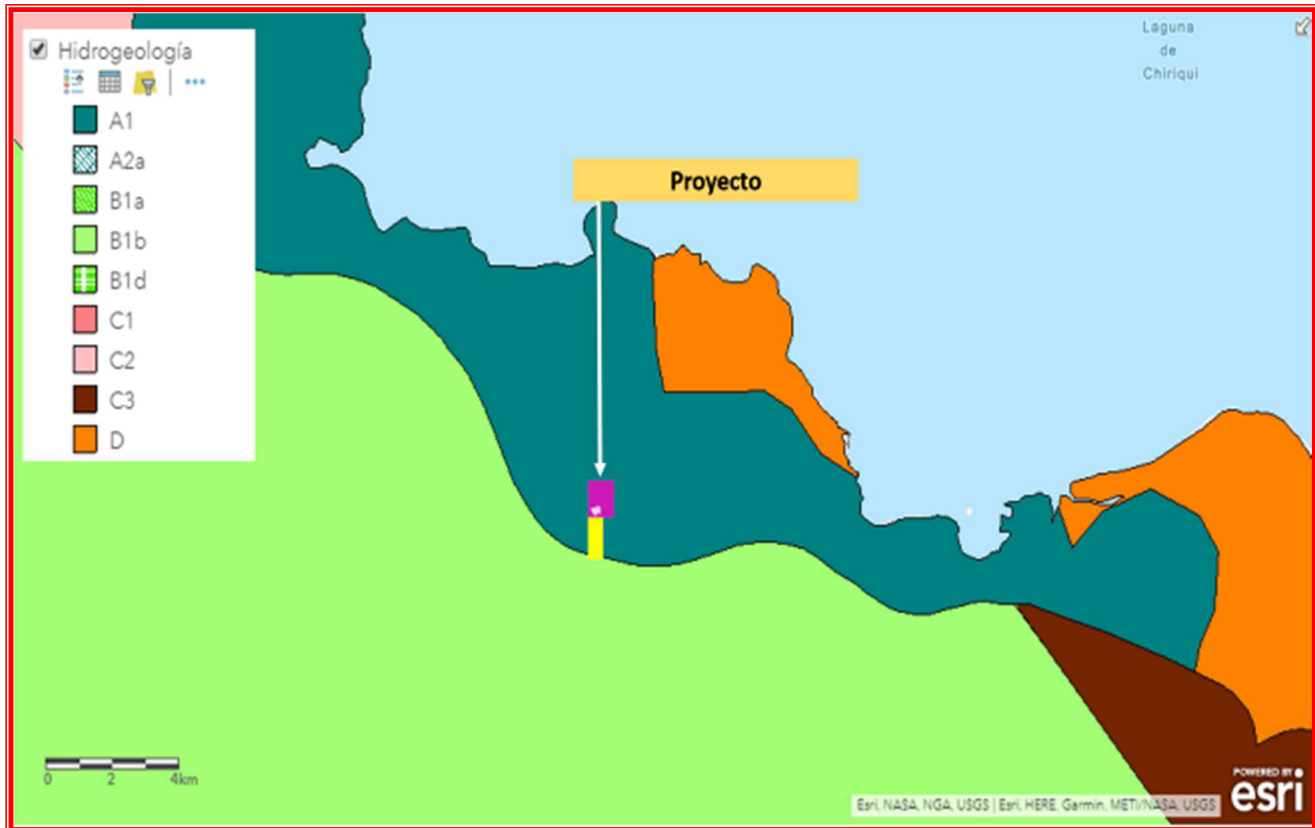 Hidrogeología
A1
A2a
B1a
B1b
B1d
C1
C2
C3
D
Laguna
de
Chiriqui
Proyecto
0 2 4km
Esri, NASA, NGA, USGS | Esri, HERE, Garmin, METI/NASA, USGS
POWERED BY
esri